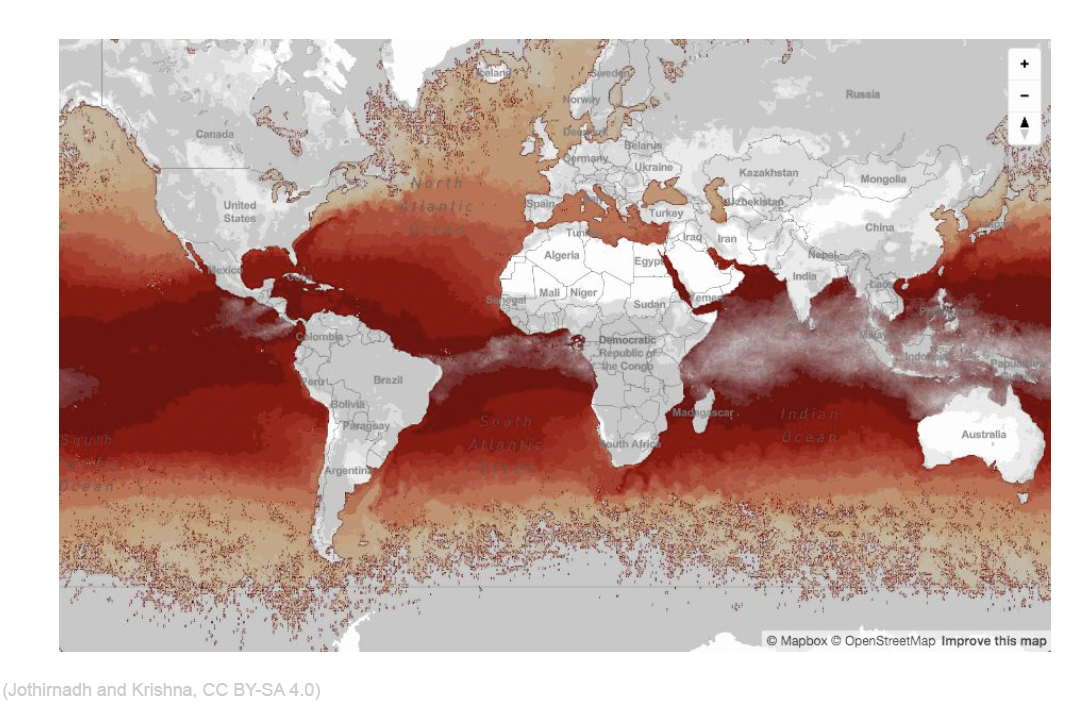 Iceland
Sweden
Norway
Russia
Canada
Denmark
Belarus
Germany
Ukraine
Kazakhstan
Mongolia
North
Atlantic
Ocean
United
States
Spain
Uzbekistan
Turkey
China
Japan
Iraq
Iran
Algeria
Egypt
Nepal
Mexico
Cuba
India
Laos
Senegal
Mali
Niger
Sudan
Yemen
Colombia
Democratic
Republic of
the Congo
Indonesia
Peru
Brazil
Bolivia
Madagascar
Paraguay
South
Atlantic
Ocean
Indian
Ocean
South
Ocean
Australia
South Africa
Argentina
+
−
© Mapbox © OpenStreetMap Improve this map
(Jothirnadh and Krishna, CC BY-SA 4.0)